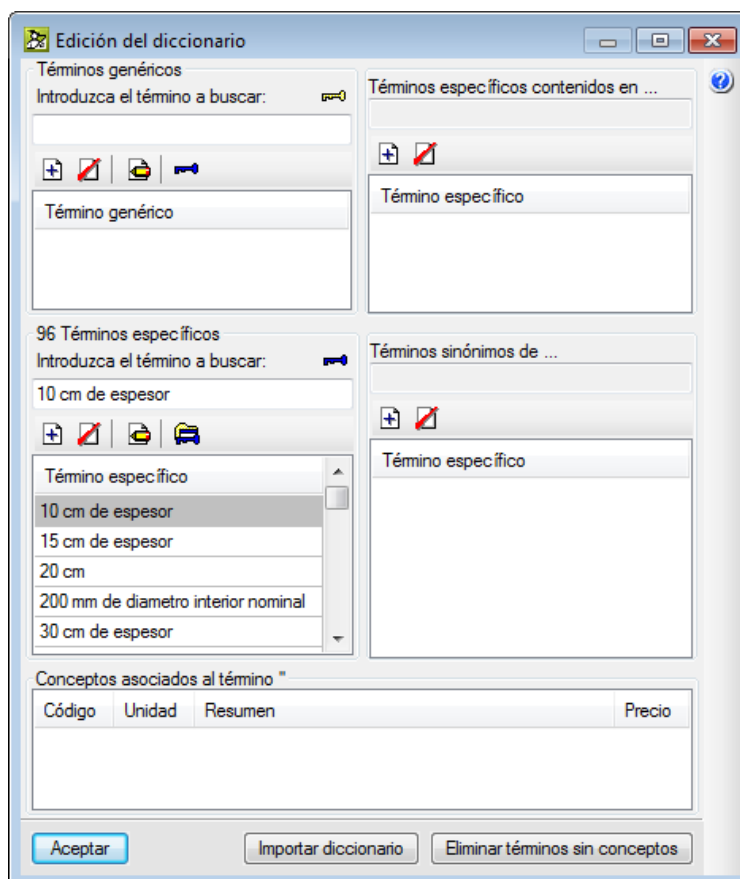 Edición del diccionario
Términos genéricos
Introduzca el término a buscar:
Término genérico
Términos específicos contenidos en ...
Término específico
96 Términos específicos
Introduzca el término a buscar:
10 cm de espesor
Término específico
10 cm de espesor
15 cm de espesor
20 cm
200 mm de diametro interior nominal
30 cm de espesor
Términos sinónimos de ...
Término específico
Conceptos asociados al término "
Código Unidad Resumen Precio
Aceptar Importar diccionario Eliminar términos sin conceptos